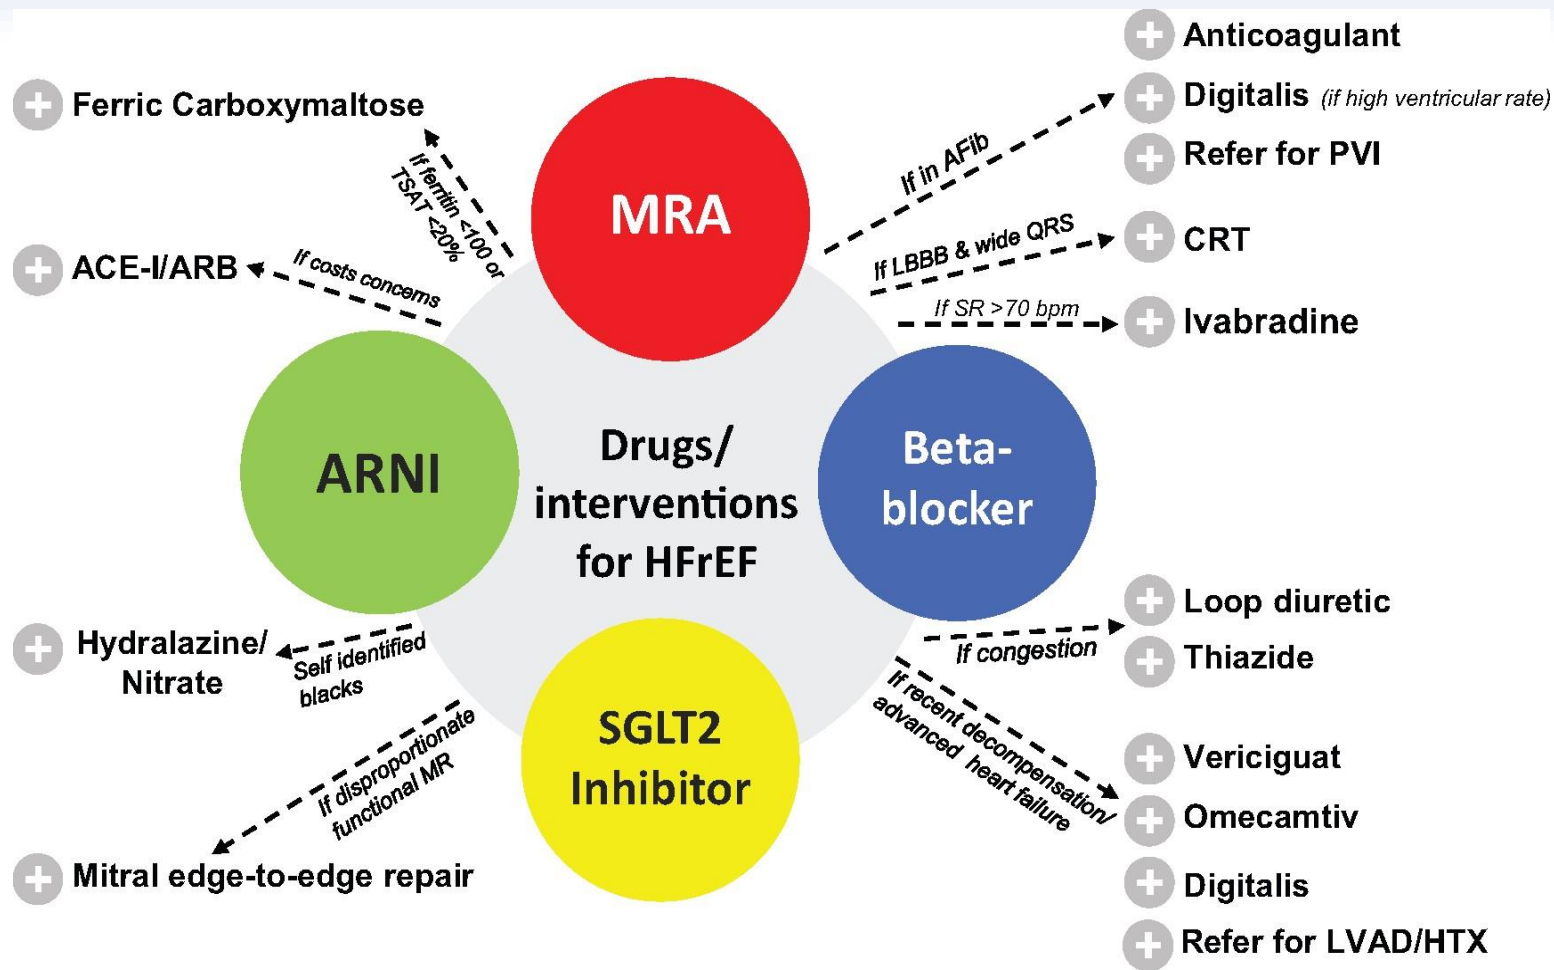 Anticoagulant
Ferric Carboxymaltose
Digitalis (if high ventricular rate)
Refer for PVI
If ferritin <100 or
TSAT <20%
If in AFib
MRA
ACE-I/ARB
If costs concerns
If LBBB & wide QRS
CRT
If SR >70 bpm
Ivabradine
ARNI
Drugs/
interventions
for HFrEF
Beta-
blocker
Hydralazine/
Nitrate
Self identified
blacks
If congestion
Loop diuretic
Thiazide
SGLT2
Inhibitor
If disproportionate
functional MR
If recent decompensation/
advanced heart failure
Vericiguat
Omecamtiv
Mitral edge-to-edge repair
Digitalis
Refer for LVAD/HTX